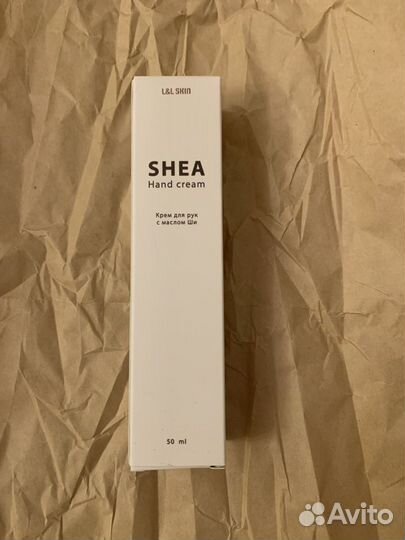 L&L SKIN
SHEA
Hand cream
Крем для рук
с маслом Ши
50 ml
Avito